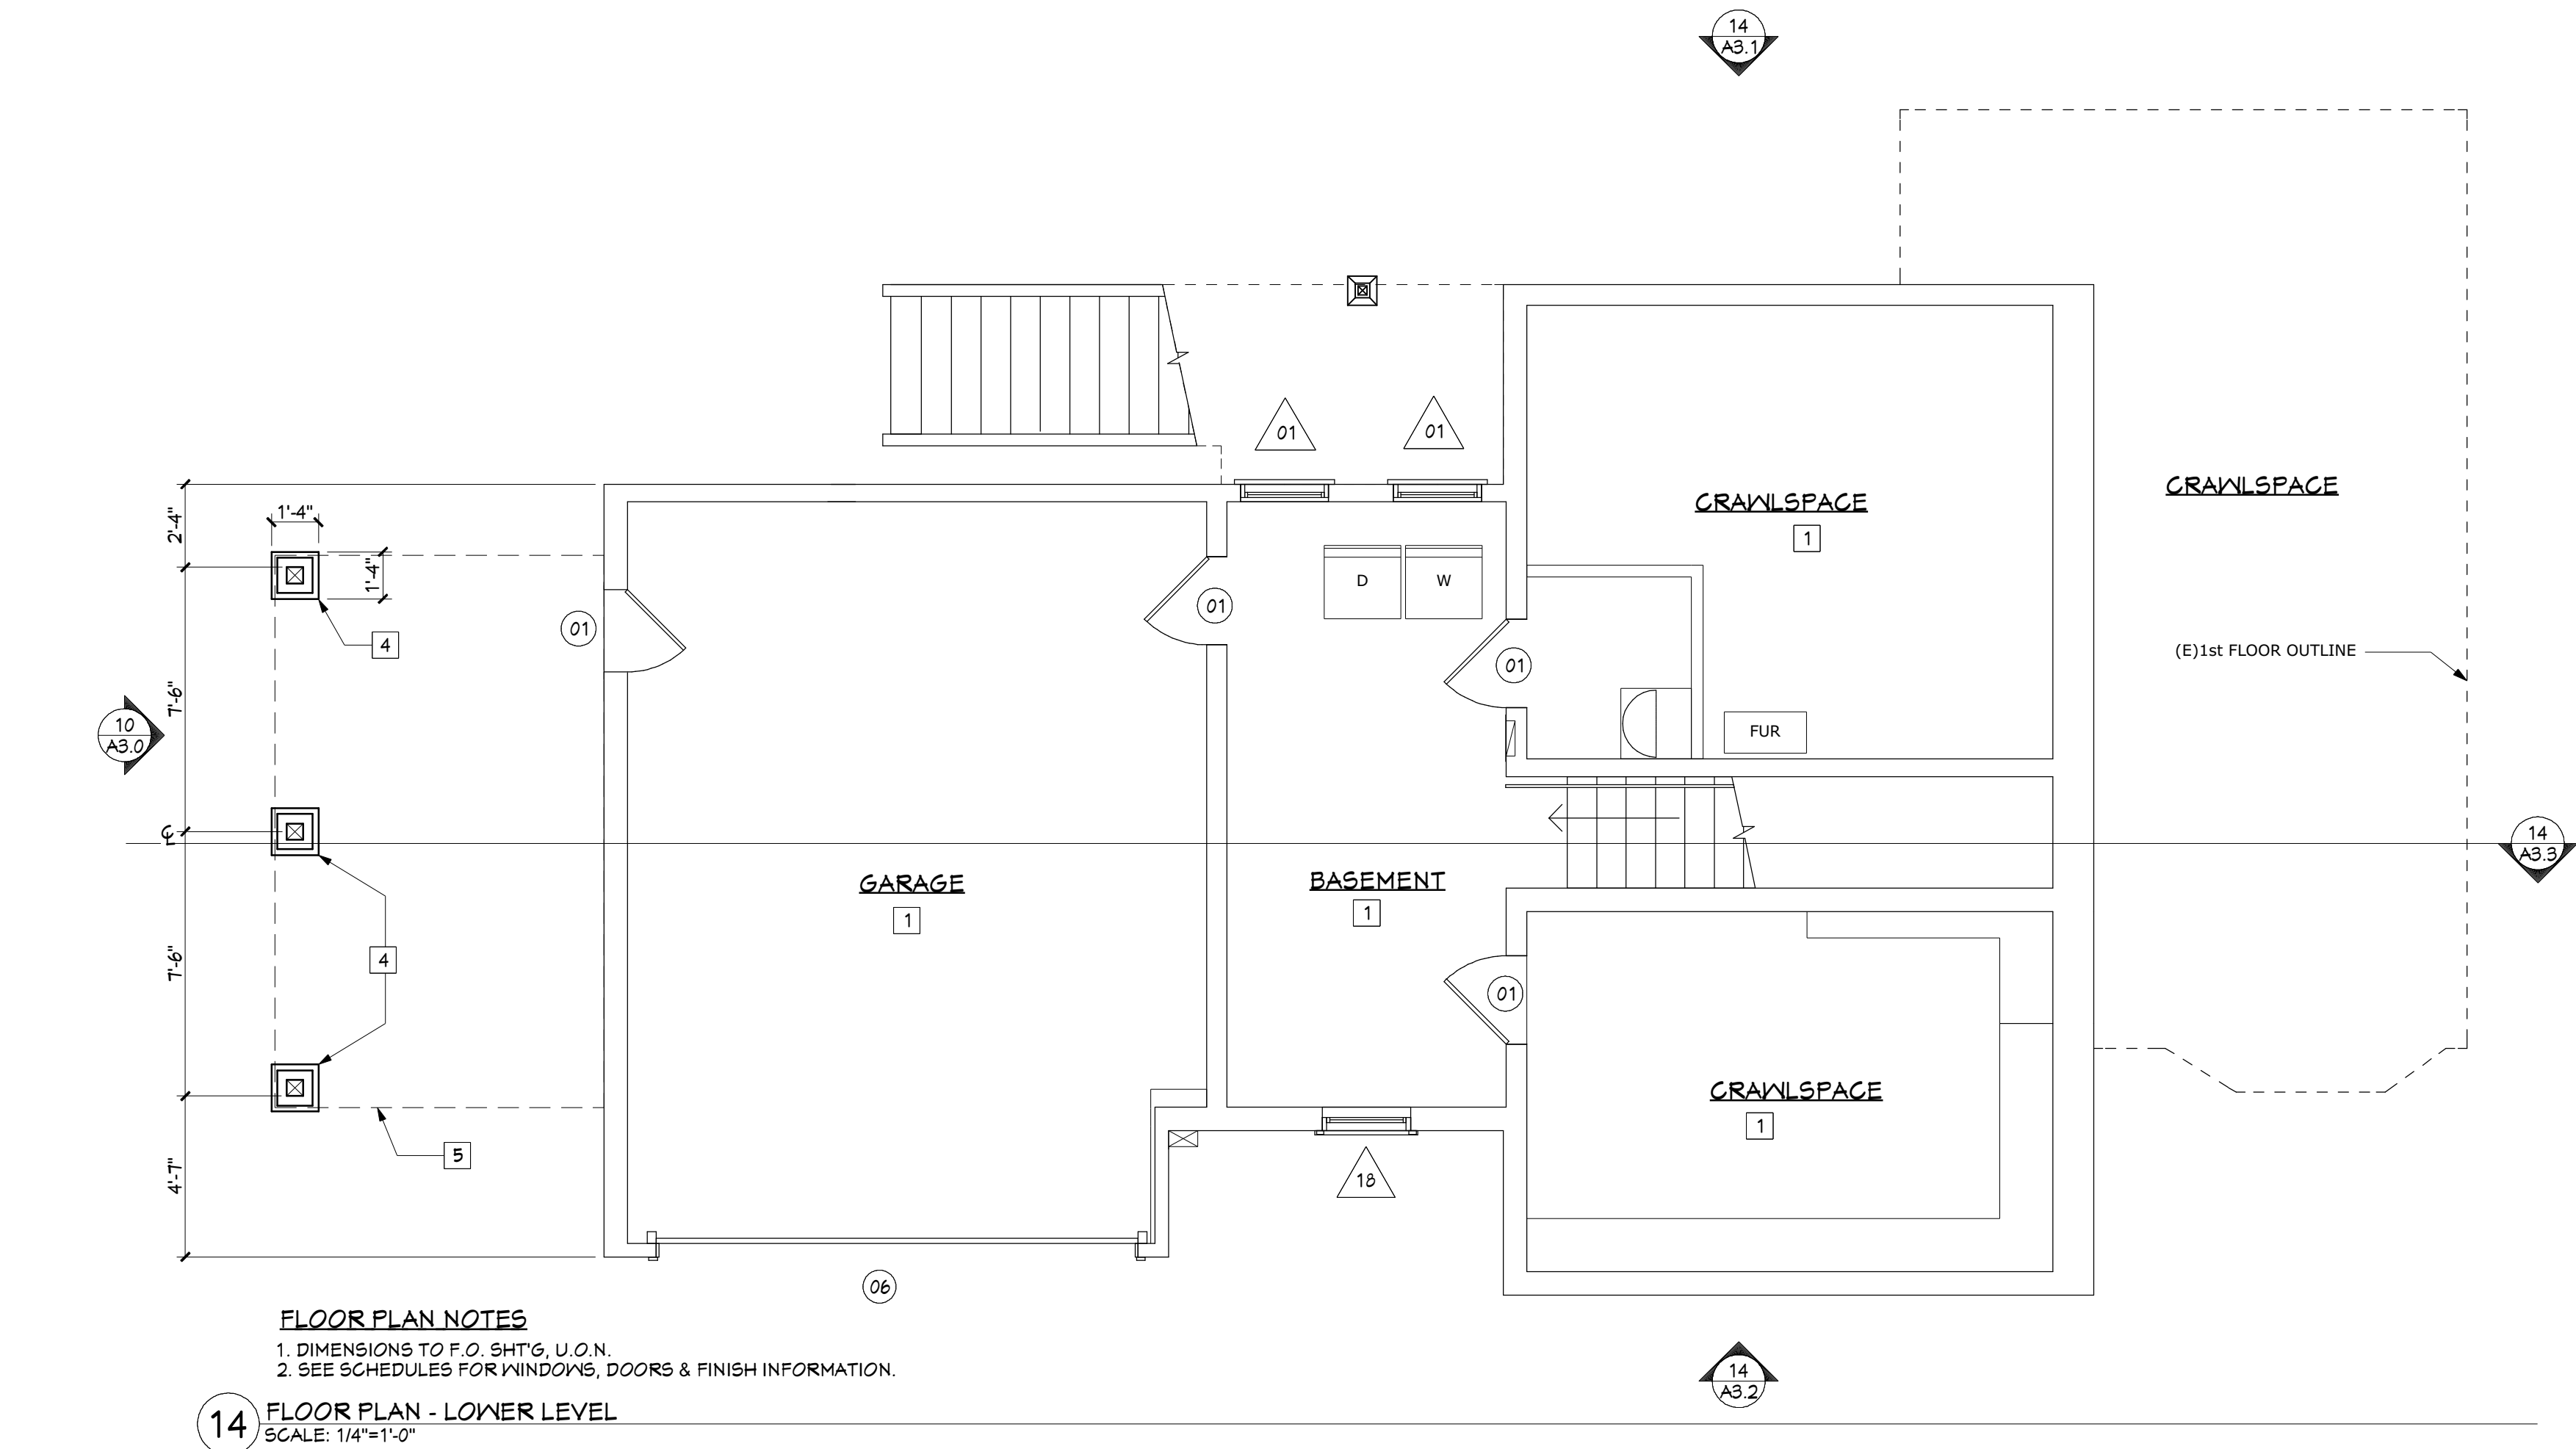 14
A3.1
01
01
CRAWLSPACE
1
CRAWLSPACE
2'-4"
1'-4"
1'-4"
D
W
01
01
01
4
(E)1st FLOOR OUTLINE
7'-6"
10
A3.0
FUR
℄
14
A3.3
GARAGE
1
BASEMENT
1
7'-6"
4
01
CRAWLSPACE
1
5
4'-7"
18
06
FLOOR PLAN NOTES
1. DIMENSIONS TO F.O. SHT'G, U.O.N.
2. SEE SCHEDULES FOR WINDOWS, DOORS & FINISH INFORMATION.
14
A3.2
14
FLOOR PLAN - LOWER LEVEL
SCALE: 1/4"=1'-0"